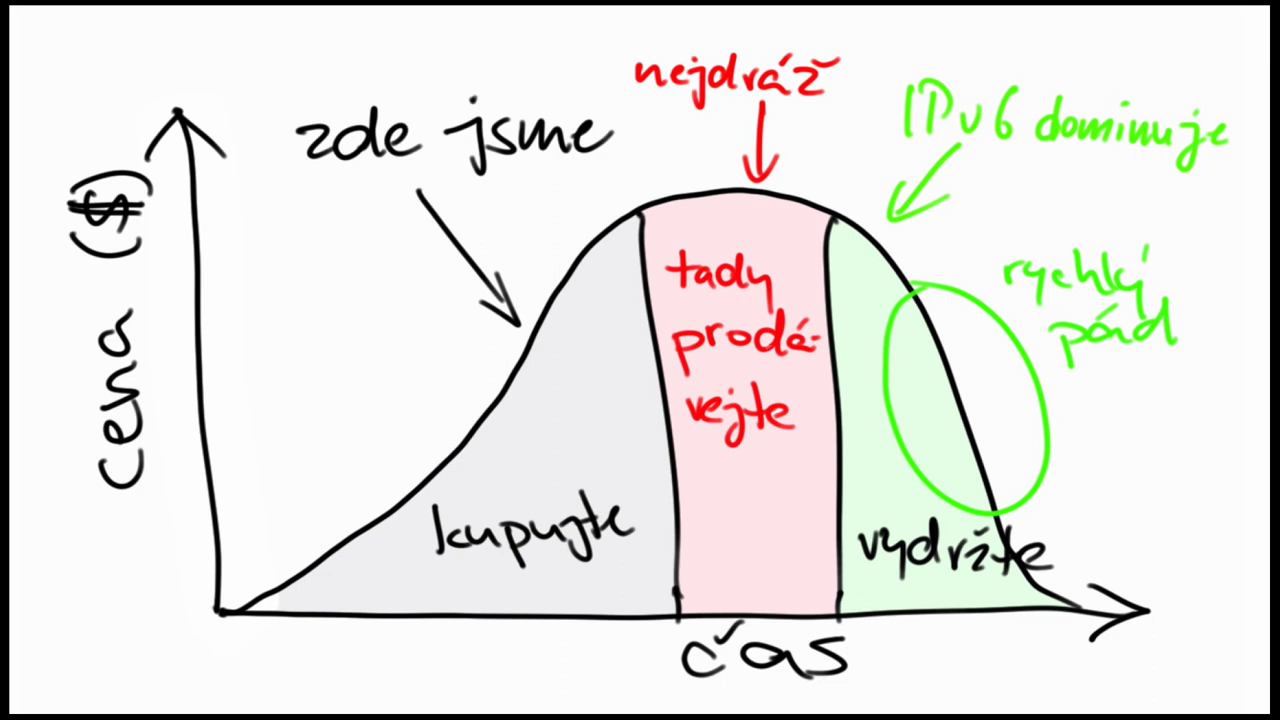 nejdráž
IPv6 dominuje
zde jsme
cena ($)
tady
prodá-
vejte
rychlý
pád
kupujte
vydržte
čas